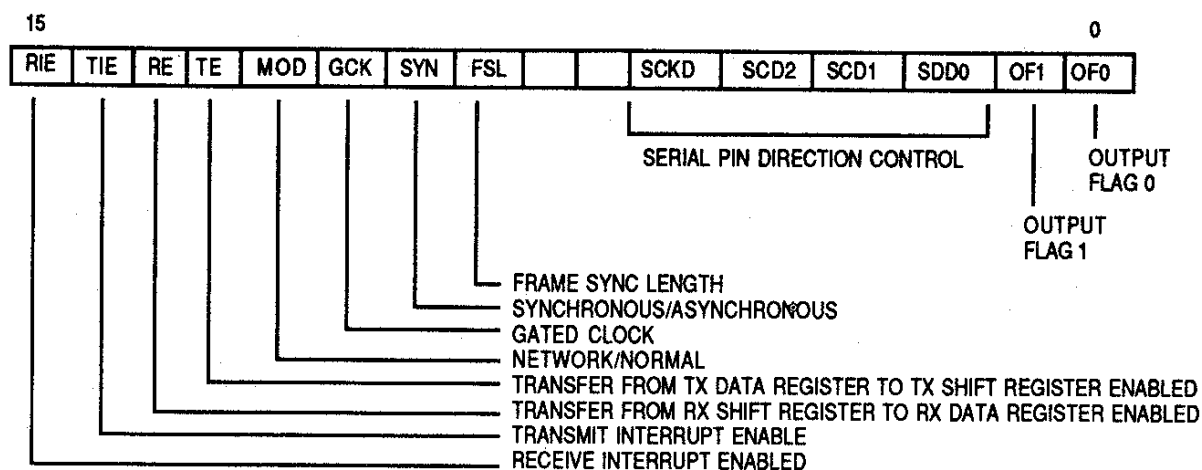 15 0
RIE TIE RE TE MOD GCK SYN FSL SCKD SCD2 SCD1 SDD0 OF1 OF0
SERIAL PIN DIRECTION CONTROL
OUTPUT
FLAG 0
OUTPUT
FLAG 1
FRAME SYNC LENGTH
SYNCHRONOUS/ASYNCHRONOUS
GATED CLOCK
NETWORK/NORMAL
TRANSFER FROM TX DATA REGISTER TO TX SHIFT REGISTER ENABLED
TRANSFER FROM RX SHIFT REGISTER TO RX DATA REGISTER ENABLED
TRANSMIT INTERRUPT ENABLE
RECEIVE INTERRUPT ENABLED